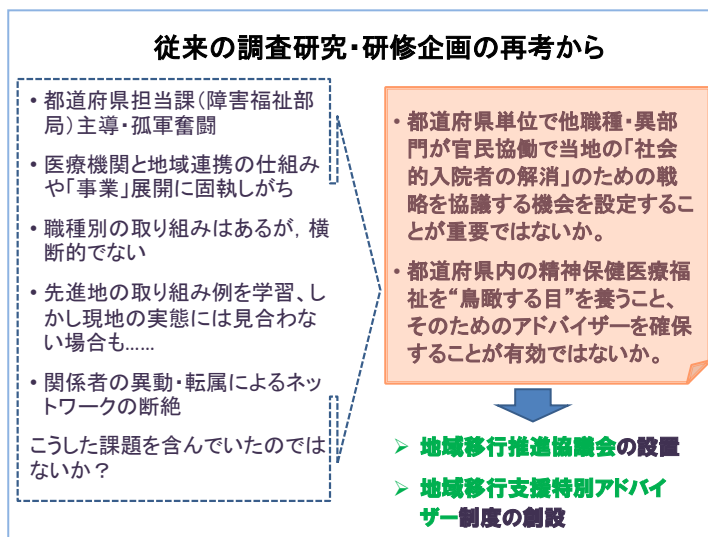 従来の調査研究・研修企画の再考から
• 都道府県担当課(障害福祉部
局)主導・孤軍奮闘
• 医療機関と地域連携の仕組み
や「事業」展開に固執しがち
• 職種別の取り組みはあるが, 横
断的でない
• 先進地の取り組み例を学習、し
かし現地の実態には見合わな
い場合も……
• 関係者の異動・転属によるネッ
トワークの断絶
こうした課題を含んでいたのでは
ないか？
• 都道府県単位で他職種・異部
門が官民協働で当地の「社会
的入院者の解消」のための戦
略を協議する機会を設定するこ
とが重要ではないか。
• 都道府県内の精神保健医療福
祉を“鳥瞰する目”を養うこと、
そのためのアドバイザーを確保
することが有効ではないか。
➢ 地域移行推進協議会の設置
➢ 地域移行支援特別アドバイ
ザー制度の創設